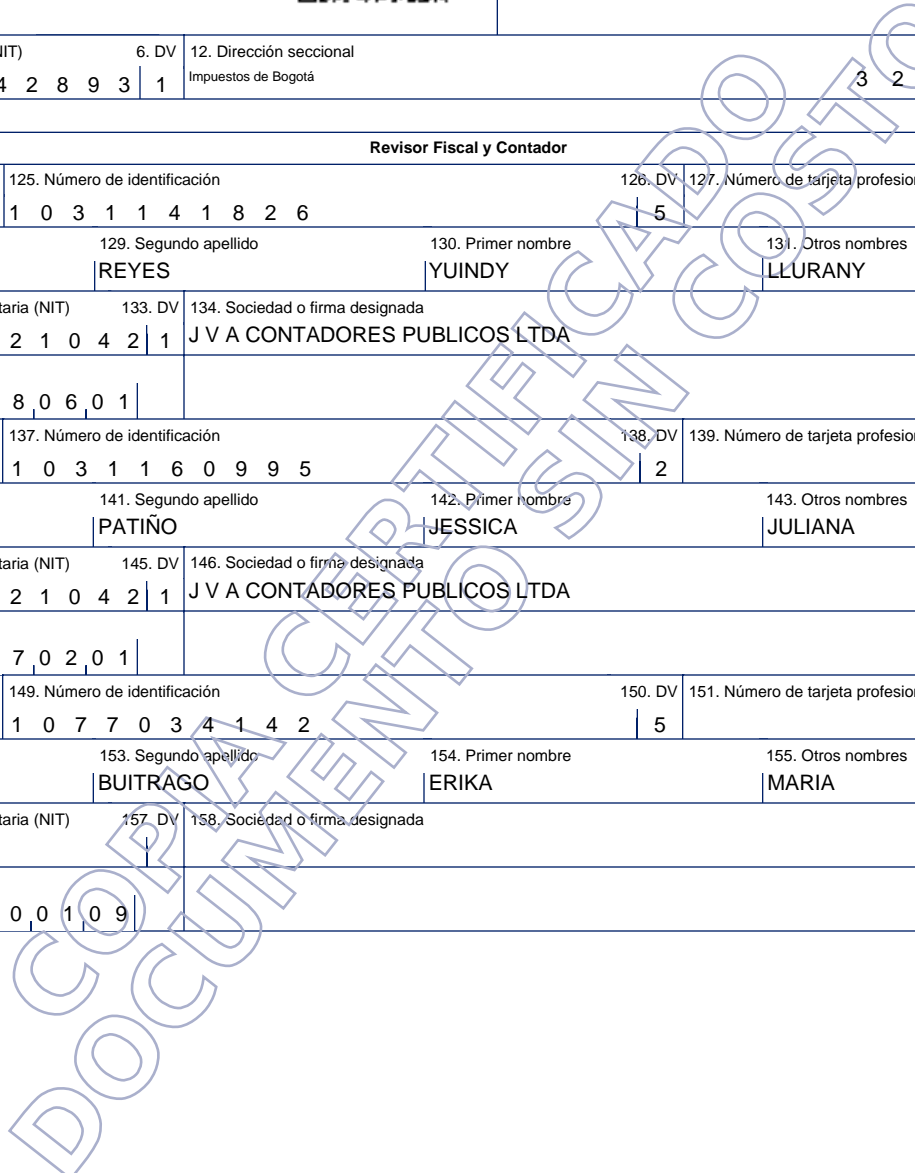 NIT) 6. DV 12. Dirección seccional
4 2 8 9 3 1 Impuestos de Bogotá 3 2
Revisor Fiscal y Contador
125. Número de identificación 126. DV 127. Número de tarjeta profesion
1 0 3 1 1 4 1 8 2 6 5
129. Segundo apellido 130. Primer nombre 131. Otros nombres
REYES YUINDY LLURANY
taria (NIT) 133. DV 134. Sociedad o firma designada
2 1 0 4 2 1 J V A CONTADORES PUBLICOS LTDA
8 0 6 0 1
137. Número de identificación 138. DV 139. Número de tarjeta profesion
1 0 3 1 1 6 0 9 9 5 2
141. Segundo apellido 142. Primer nombre 143. Otros nombres
PATIÑO JESSICA JULIANA
taria (NIT) 145. DV 146. Sociedad o firma designada
2 1 0 4 2 1 J V A CONTADORES PUBLICOS LTDA
7 0 2 0 1
149. Número de identificación 150. DV 151. Número de tarjeta profesion
1 0 7 7 0 3 4 1 4 2 5
153. Segundo apellido 154. Primer nombre 155. Otros nombres
BUITRAGO ERIKA MARIA
taria (NIT) 157. DV 158. Sociedad o firma designada
0 0 1 0 9
COPIA CERTIFICADO
DOCUMENTO SIN COSTO